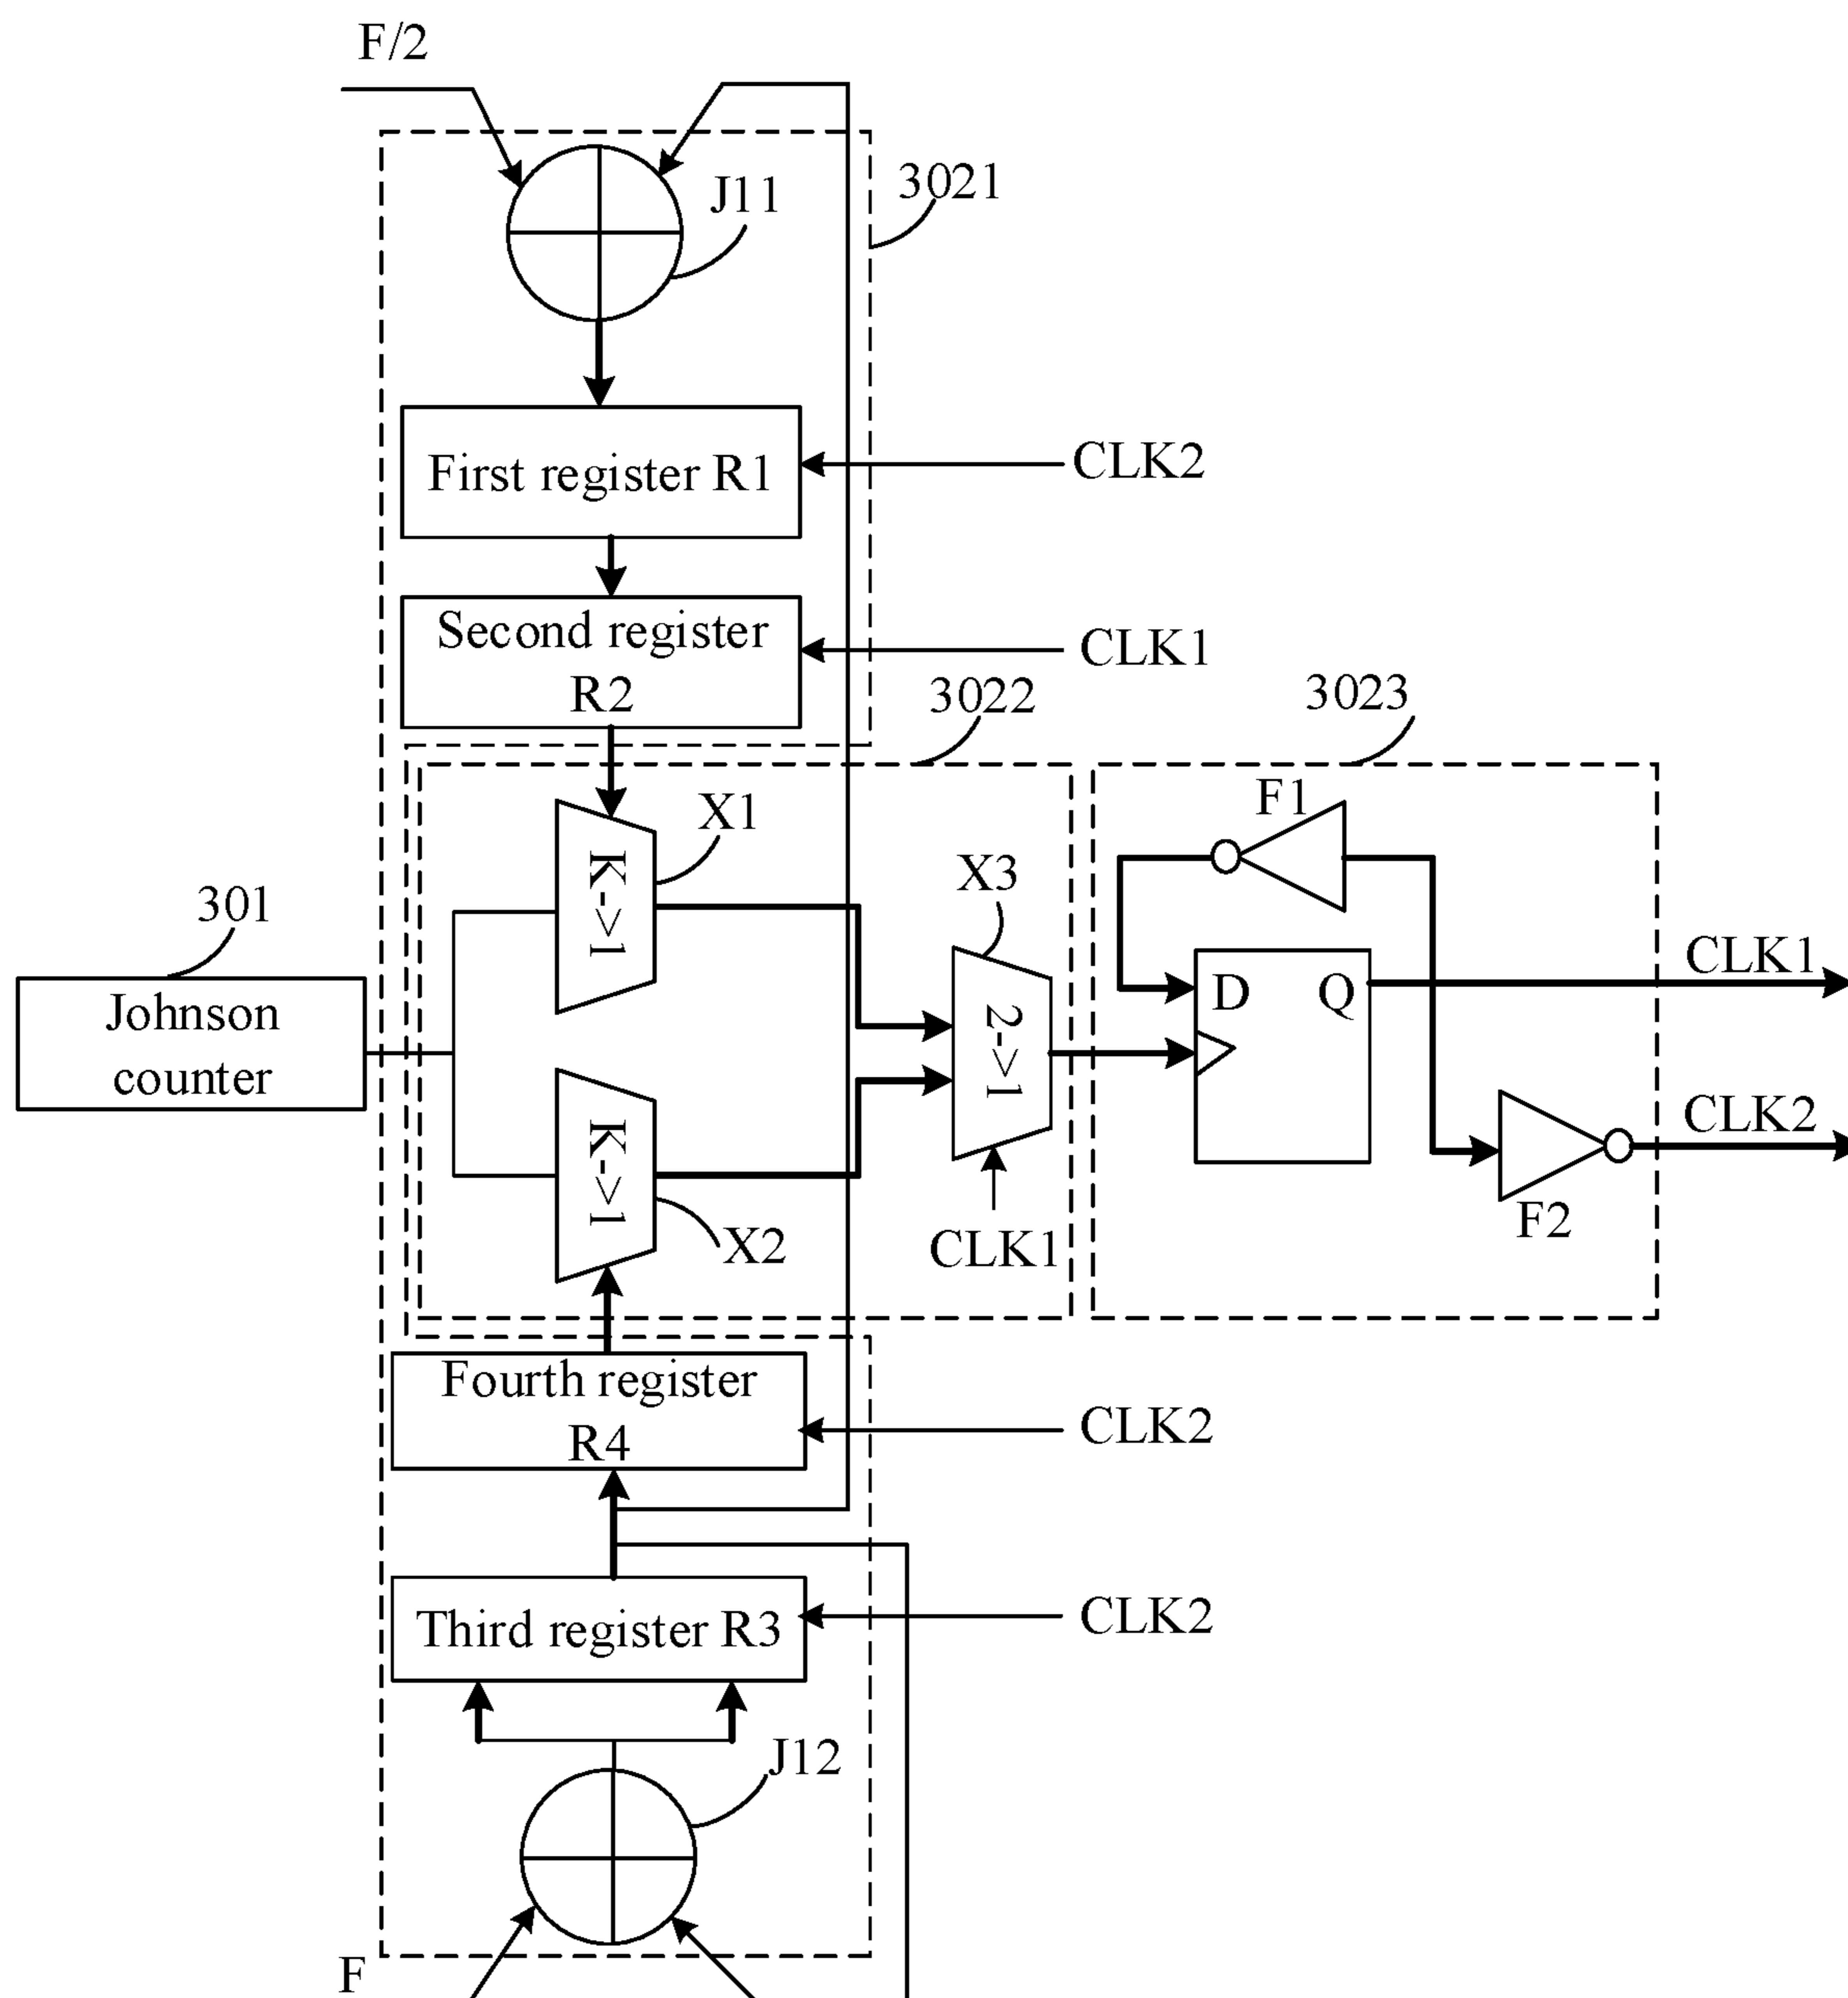 F/2
J11
3021
First register R1
CLK2
Second register
R2
CLK1
3022
3023
X1
K->1
F1
X3
301
Johnson
counter
2->1
D
Q
CLK1
K->1
X2
CLK1
CLK2
F2
Fourth register
R4
CLK2
Third register R3
CLK2
J12
F